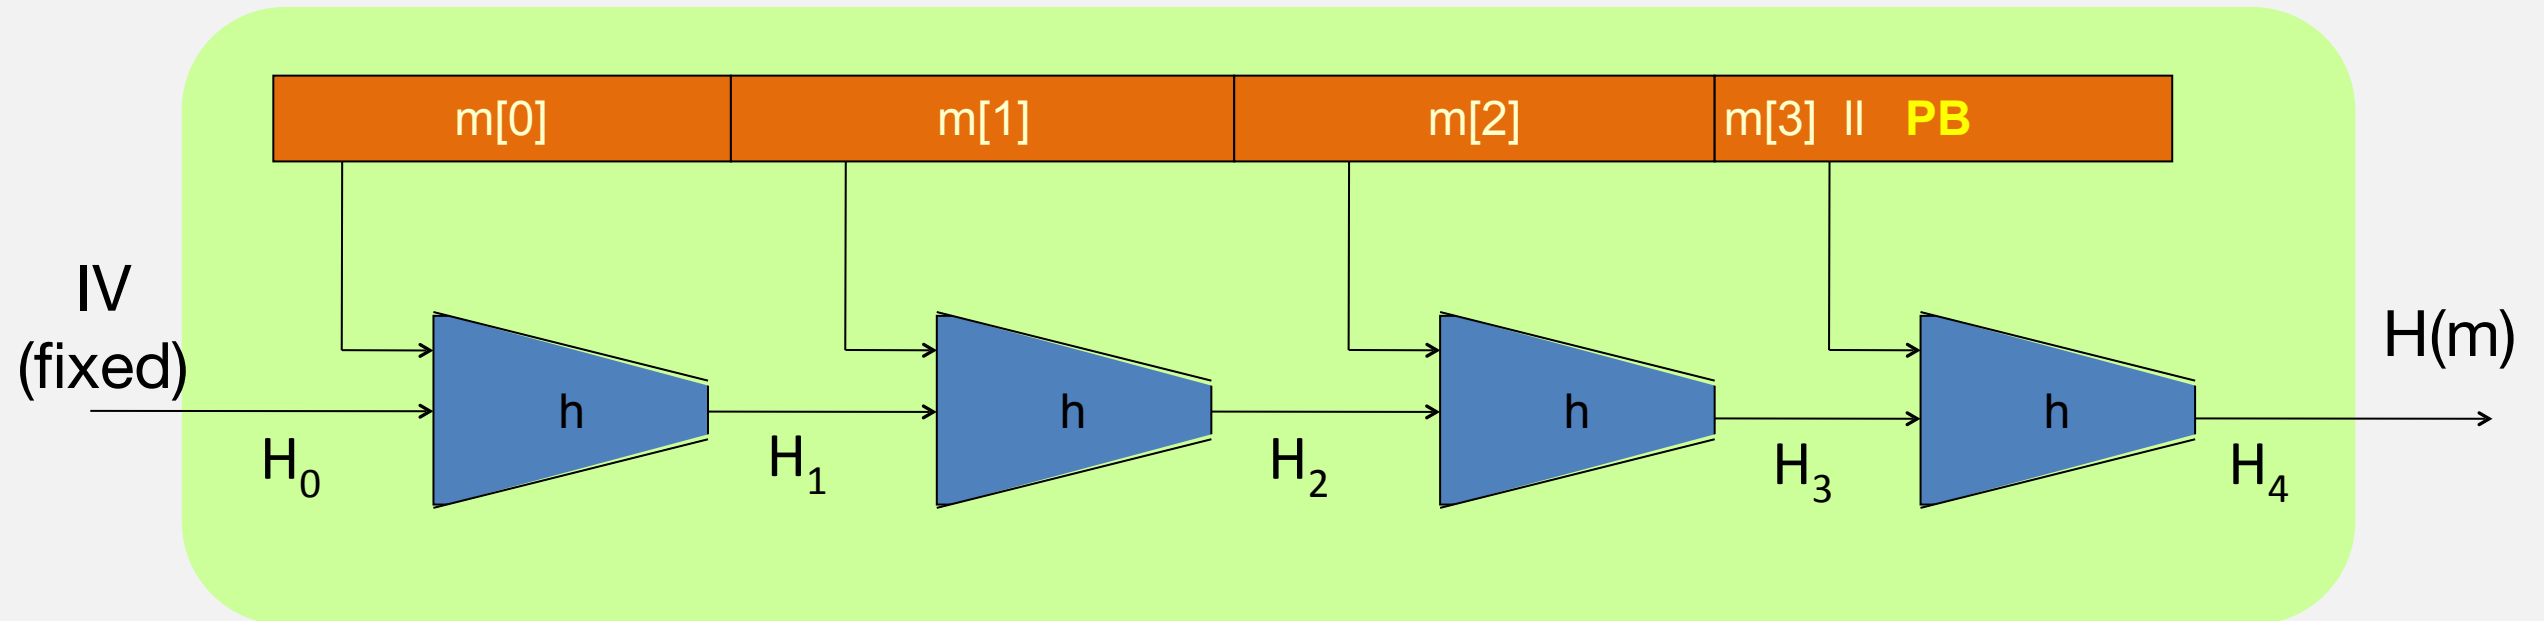 m[0] m[1] m[2] m[3] ll PB
IV
(fixed)
H(m)
h h h h
H₀ H₁ H₂ H₃ H₄